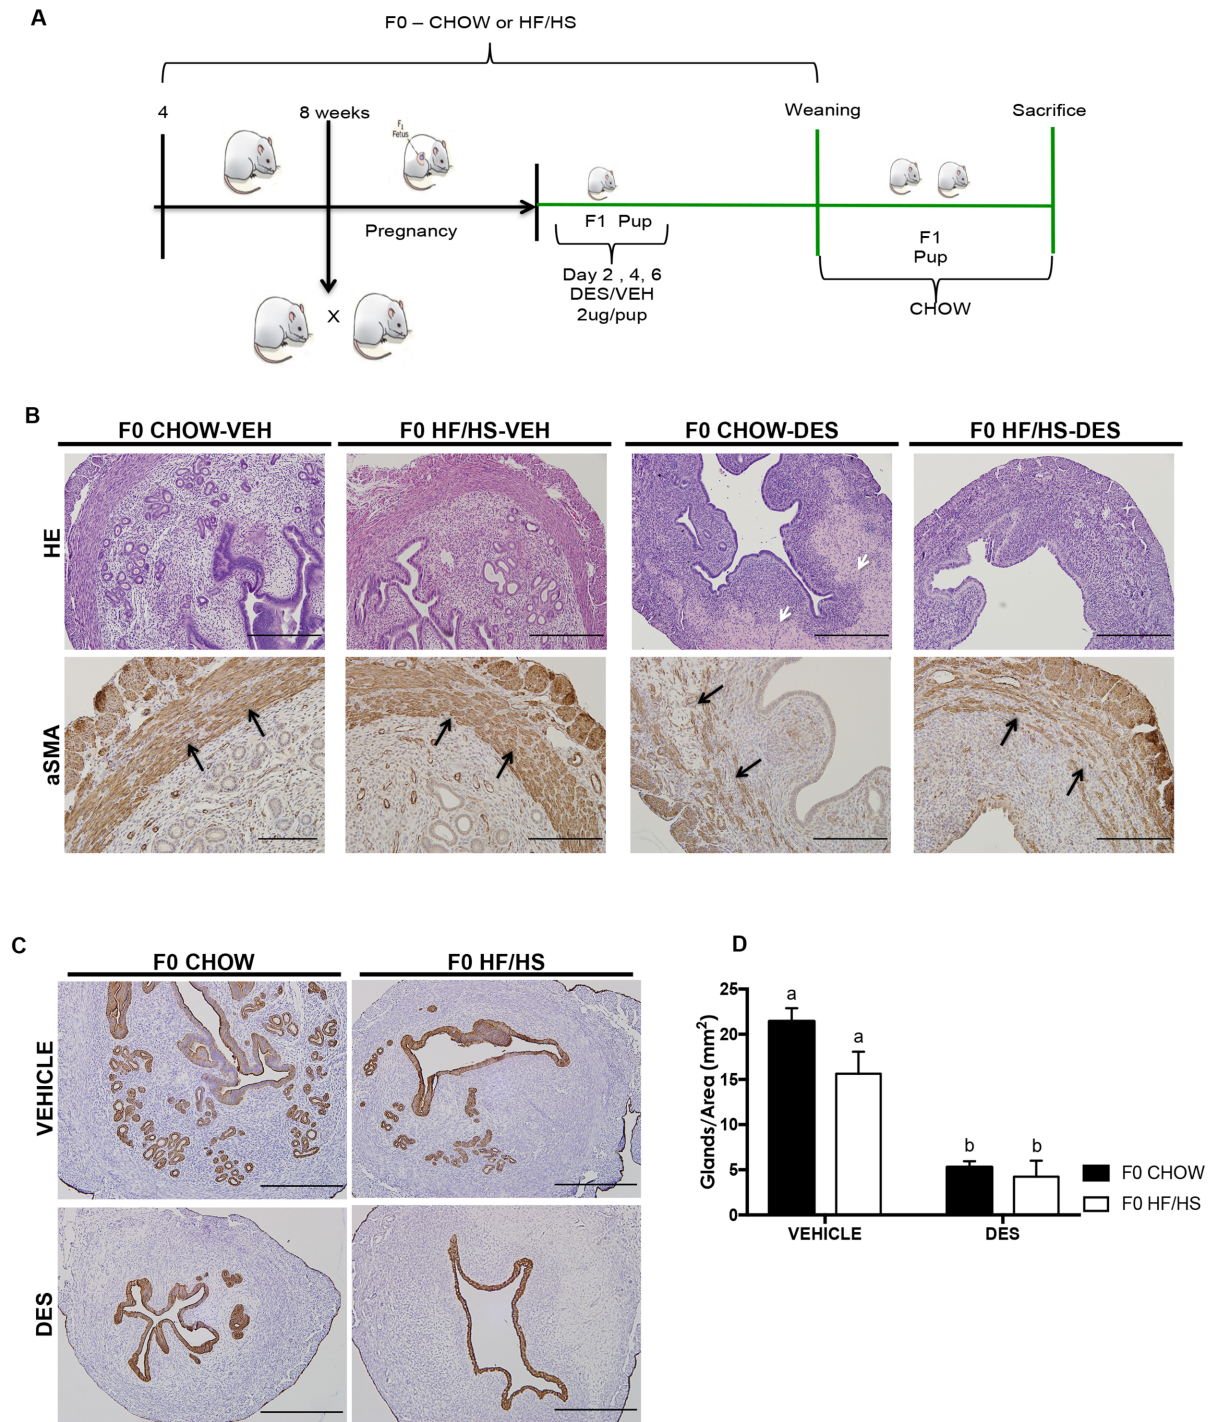 A
F0 – CHOW or HF/HS
4
8 weeks
Weaning
Sacrifice
F1
Fetus
Pregnancy
F1 Pup
Day 2 , 4, 6
DES/VEH
2ug/pup
X
F1
Pup
CHOW
B
F0 CHOW-VEH
F0 HF/HS-VEH
F0 CHOW-DES
F0 HF/HS-DES
HE
aSMA
C
F0 CHOW
F0 HF/HS
VEHICLE
DES
D
Glands/Area (mm²)
25
20
15
10
5
0
a
a
b
b
VEHICLE
DES
F0 CHOW
F0 HF/HS